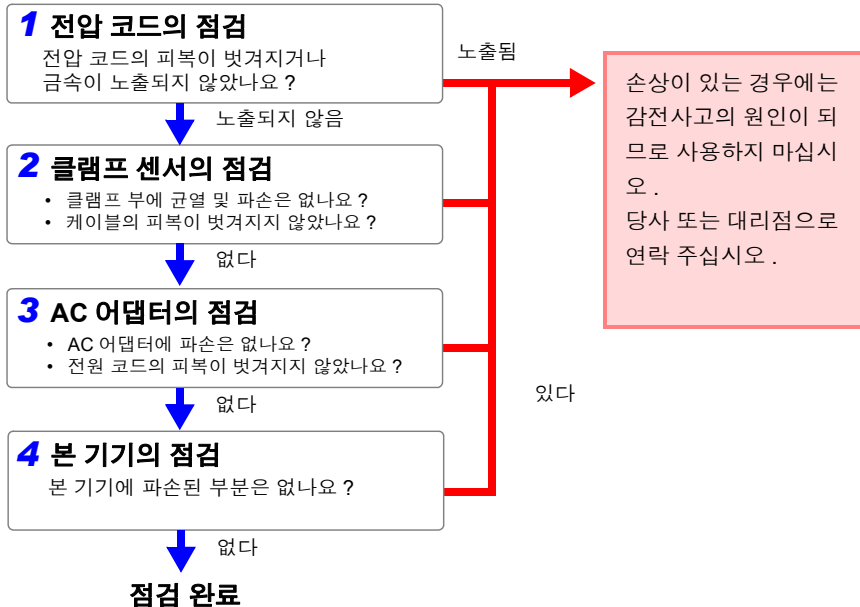 1 전압 코드의 점검
전압 코드의 피복이 벗겨지거나
금속이 노출되지 않았나요 ?
노출됨
손상이 있는 경우에는
감전사고의 원인이 되
므로 사용하지 마십시
오 .
당사 또는 대리점으로
연락 주십시오 .
노출되지 않음
2 클램프 센서의 점검
• 클램프 부에 균열 및 파손은 없나요 ?
• 케이블의 피복이 벗겨지지 않았나요 ?
없다
3 AC 어댑터의 점검
• AC 어댑터에 파손은 없나요 ?
• 전원 코드의 피복이 벗겨지지 않았나요 ?
있다
없다
4 본 기기의 점검
본 기기에 파손된 부분은 없나요 ?
없다
점검 완료